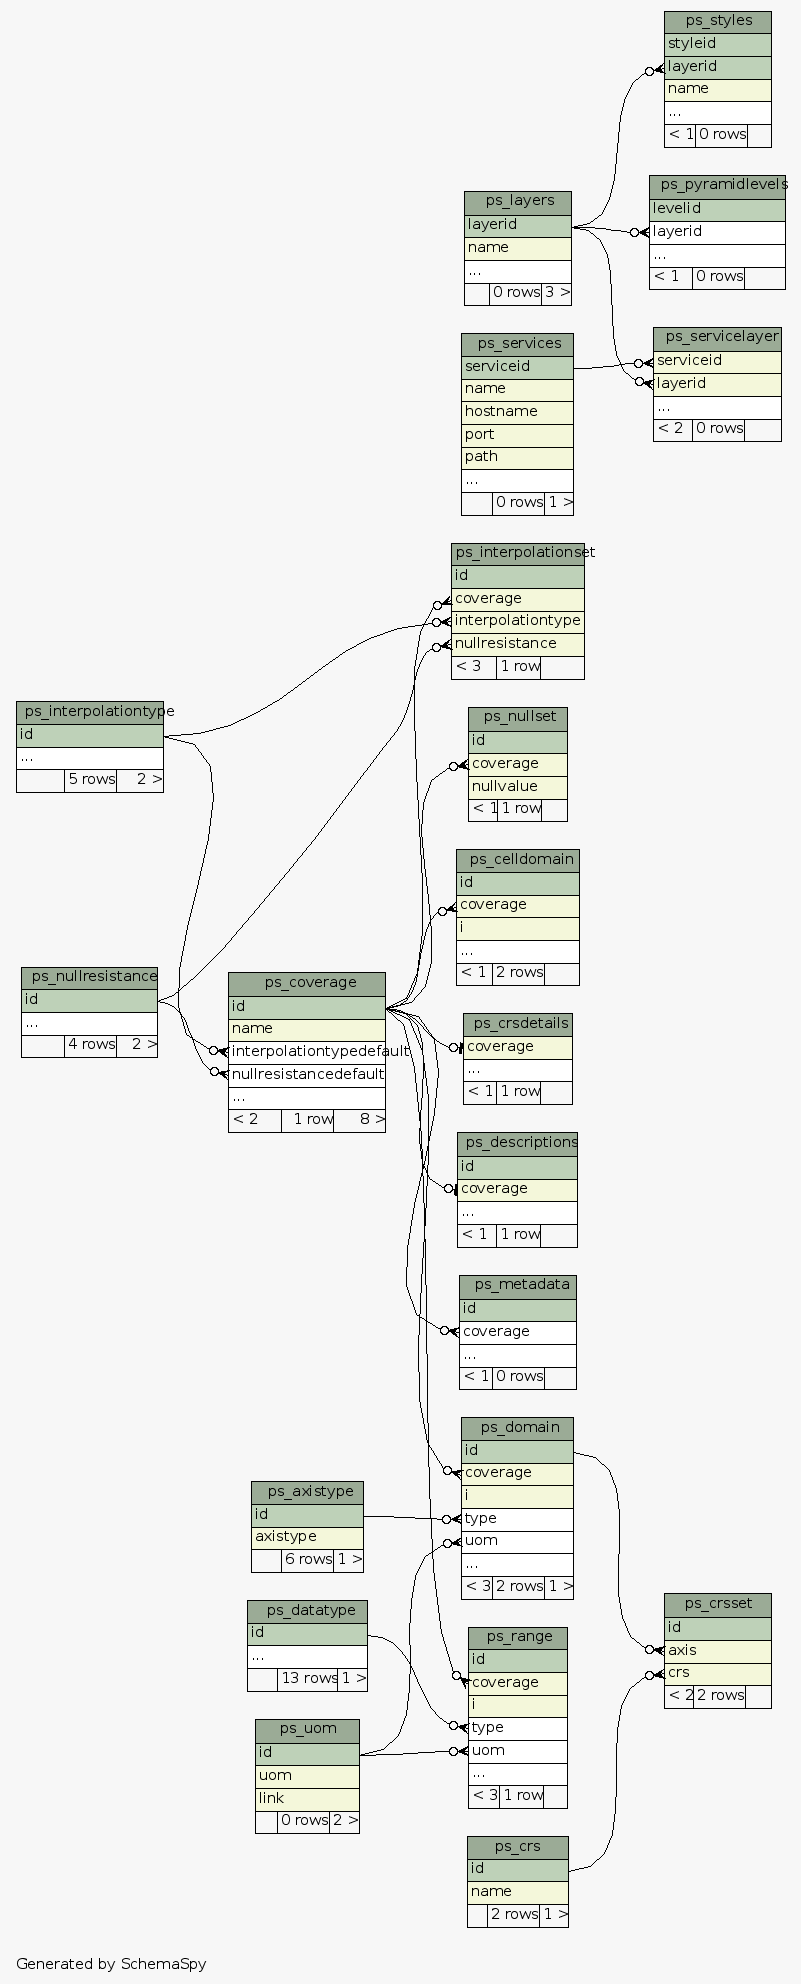 ps_styles
styleid
layerid
name
...
< 1 0 rows
ps_pyramidlevels
levelid
layerid
...
< 1 0 rows
ps_layers
layerid
name
...
0 rows 3 >
ps_servicelayer
serviceid
layerid
...
< 2 0 rows
ps_services
serviceid
name
hostname
port
path
...
0 rows 1 >
ps_interpolationset
id
coverage
interpolationtype
nullresistance
< 3 1 row
ps_interpolationtype
id
...
5 rows 2 >
ps_nullset
id
coverage
nullvalue
< 1 1 row
ps_celldomain
id
coverage
i
...
< 1 2 rows
ps_nullresistance
id
...
4 rows 2 >
ps_coverage
id
name
interpolationtypedefault
nullresistancedefault
...
< 2 1 row 8 >
ps_crsdetails
coverage
...
< 1 1 row
ps_descriptions
id
coverage
...
< 1 1 row
ps_metadata
id
coverage
...
< 1 0 rows
ps_domain
id
coverage
i
type
uom
...
< 3 2 rows 1 >
ps_axistype
id
axistype
6 rows 1 >
ps_datatype
id
...
13 rows 1 >
ps_crsset
id
axis
crs
< 2 2 rows
ps_range
id
coverage
i
type
uom
...
< 3 1 row
ps_uom
id
uom
link
0 rows 2 >
ps_crs
id
name
2 rows 1 >
Generated by SchemaSpy